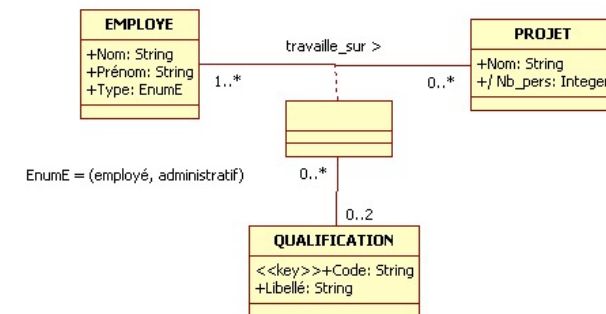 EMPLOYE
+Nom: String
+Prénom: String
+Type: EnumE
travaille_sur >
1..*
0..*
PROJET
+Nom: String
+/ Nb_pers: Integer
EnumE = (employé, administratif)
0..*
0..2
QUALIFICATION
<<key>>+Code: String
+Libellé: String